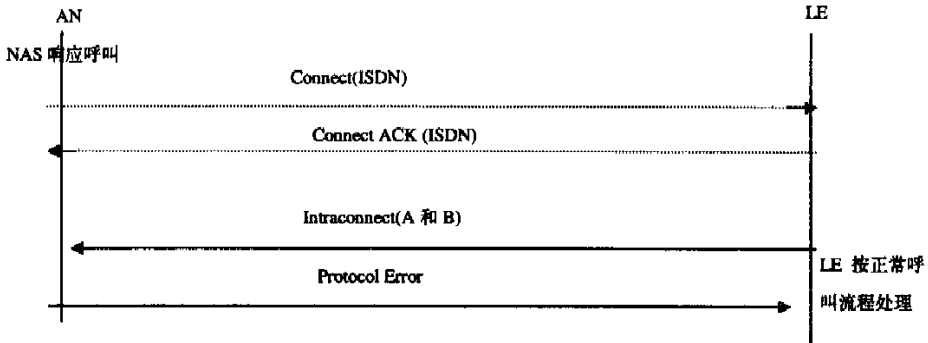 AN
LE
NAS 响应呼叫
Connect(ISDN)
Connect ACK (ISDN)
Intraconnect(A 和 B)
LE 按正常呼
Protocol Error
叫流程处理